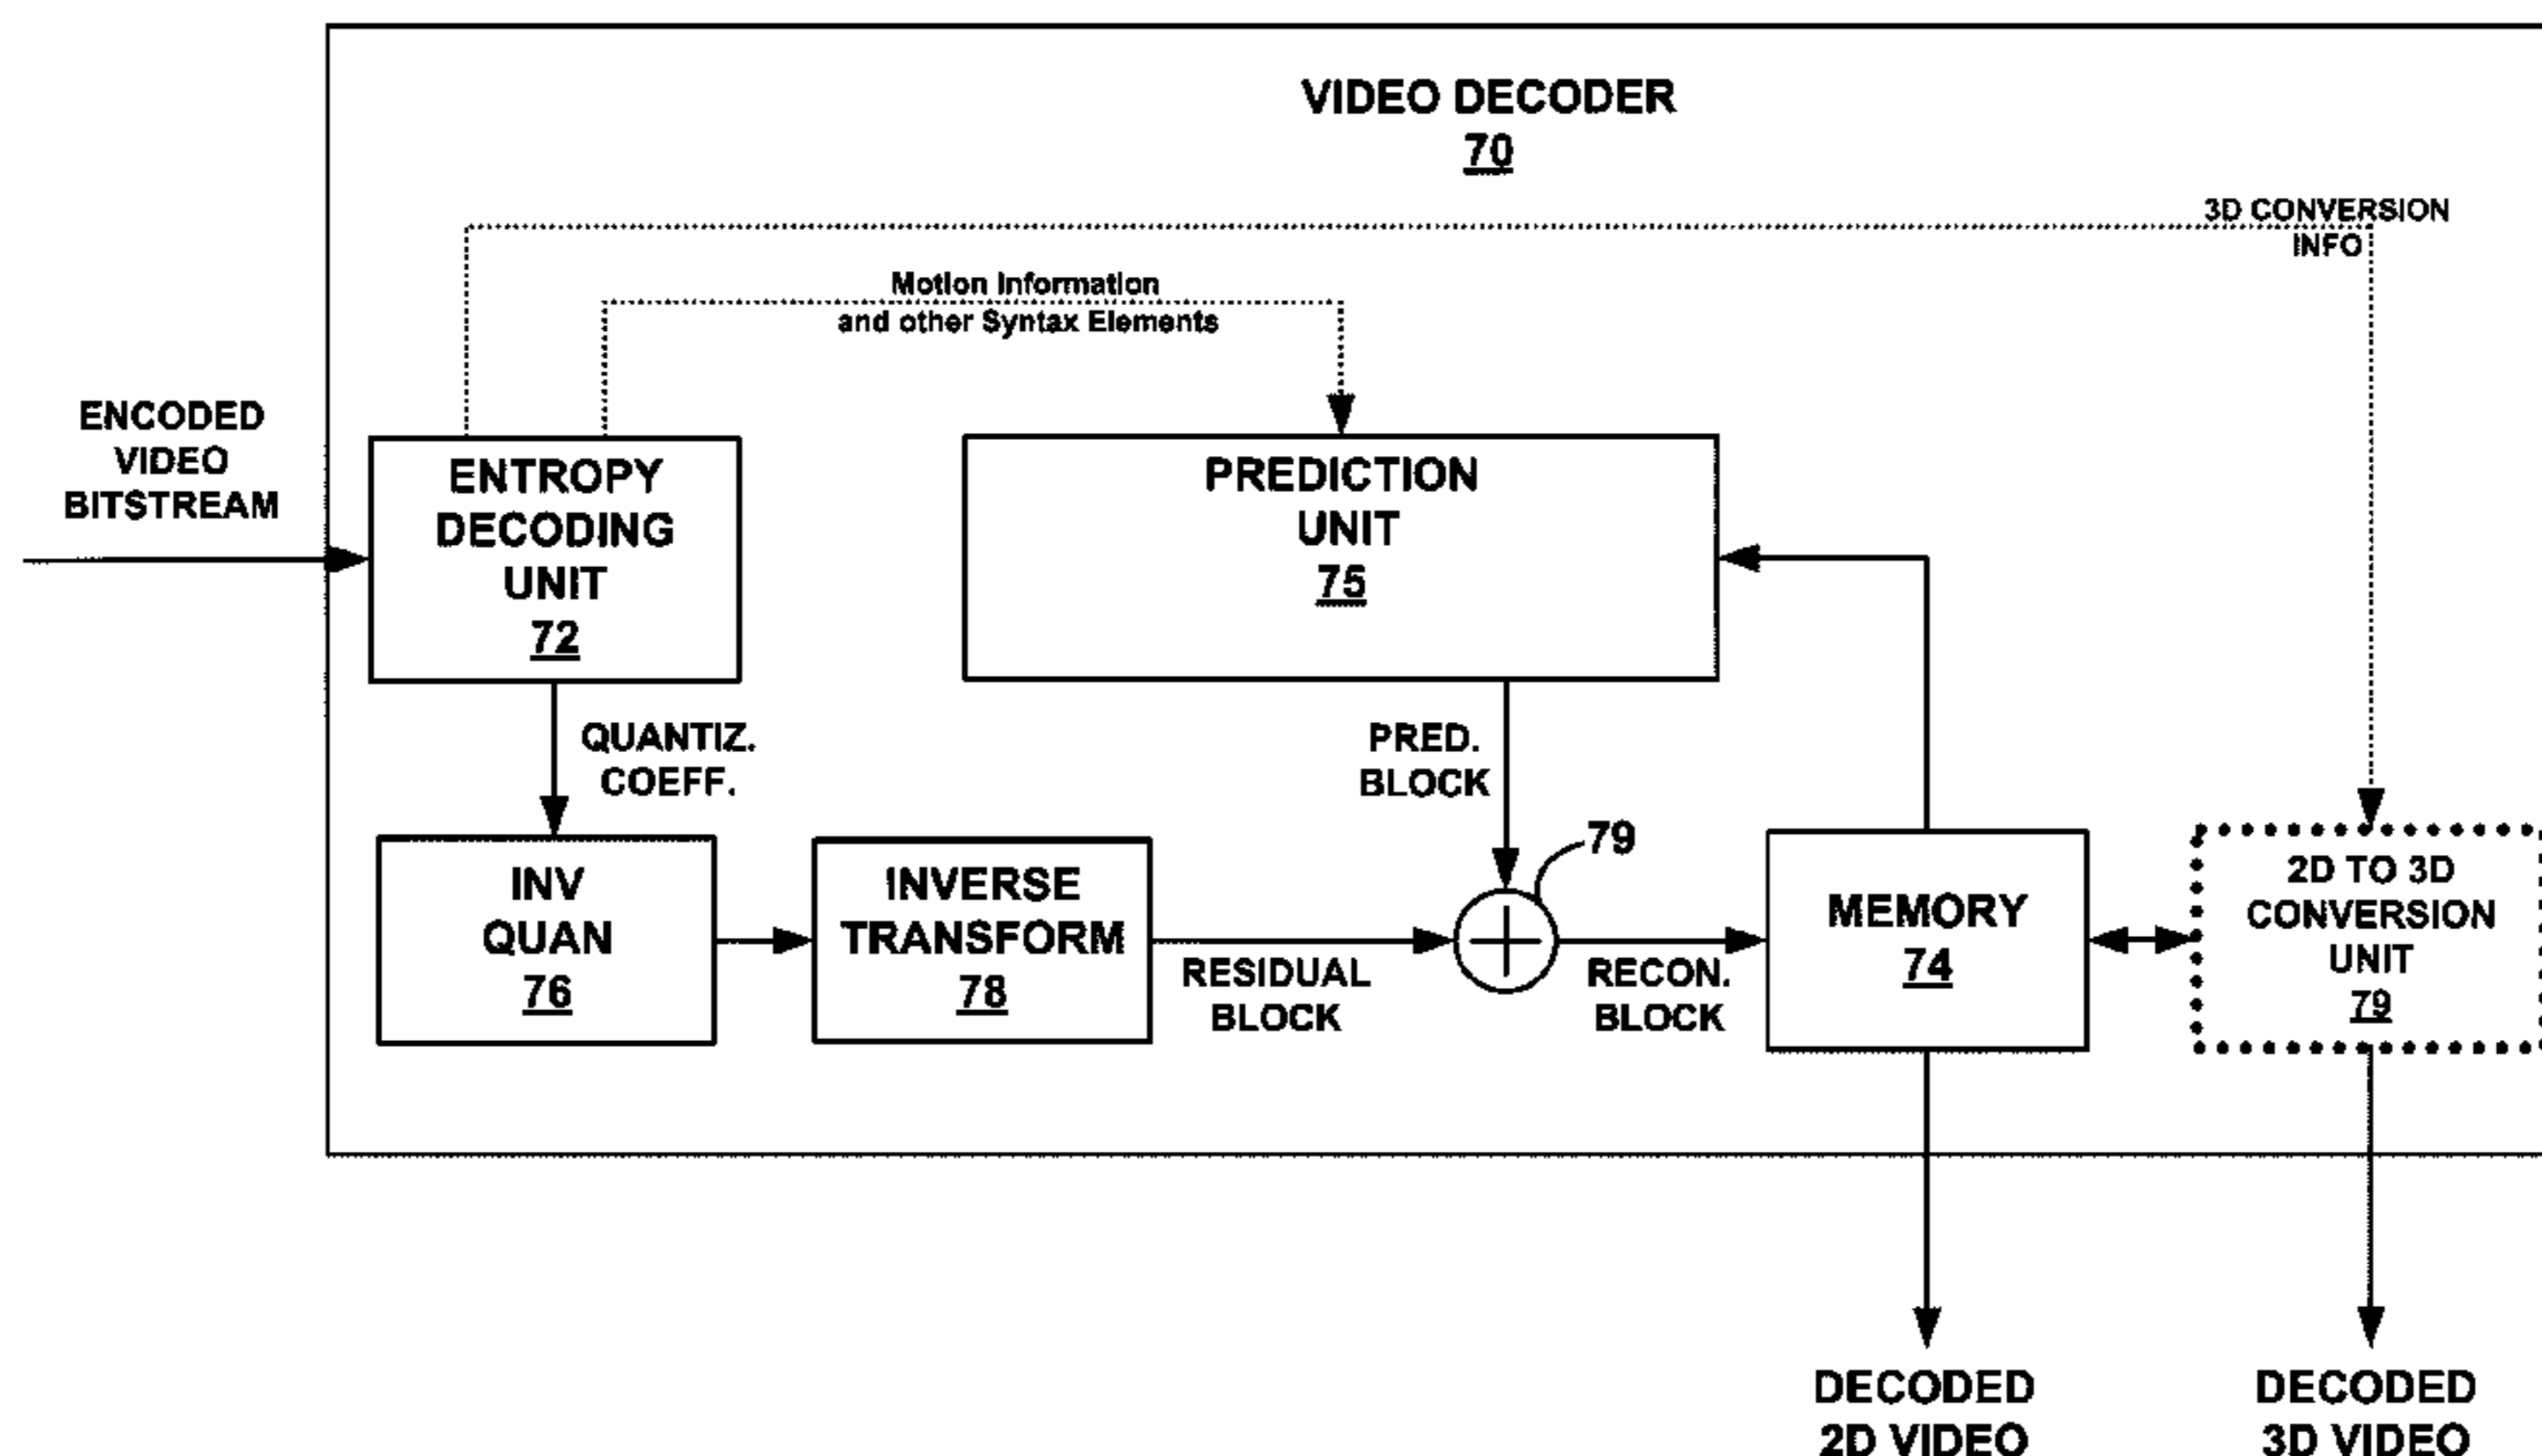 VIDEO DECODER
70
3D CONVERSION
INFO
Motion Information
and other Syntax Elements
ENCODED
VIDEO
BITSTREAM
ENTROPY
DECODING
UNIT
72
PREDICTION
UNIT
75
QUANTIZ.
COEFF.
PRED.
BLOCK
79
INV
QUAN
76
INVERSE
TRANSFORM
78
RESIDUAL
BLOCK
RECON.
BLOCK
MEMORY
74
2D TO 3D
CONVERSION
UNIT
79
DECODED
2D VIDEO
DECODED
3D VIDEO